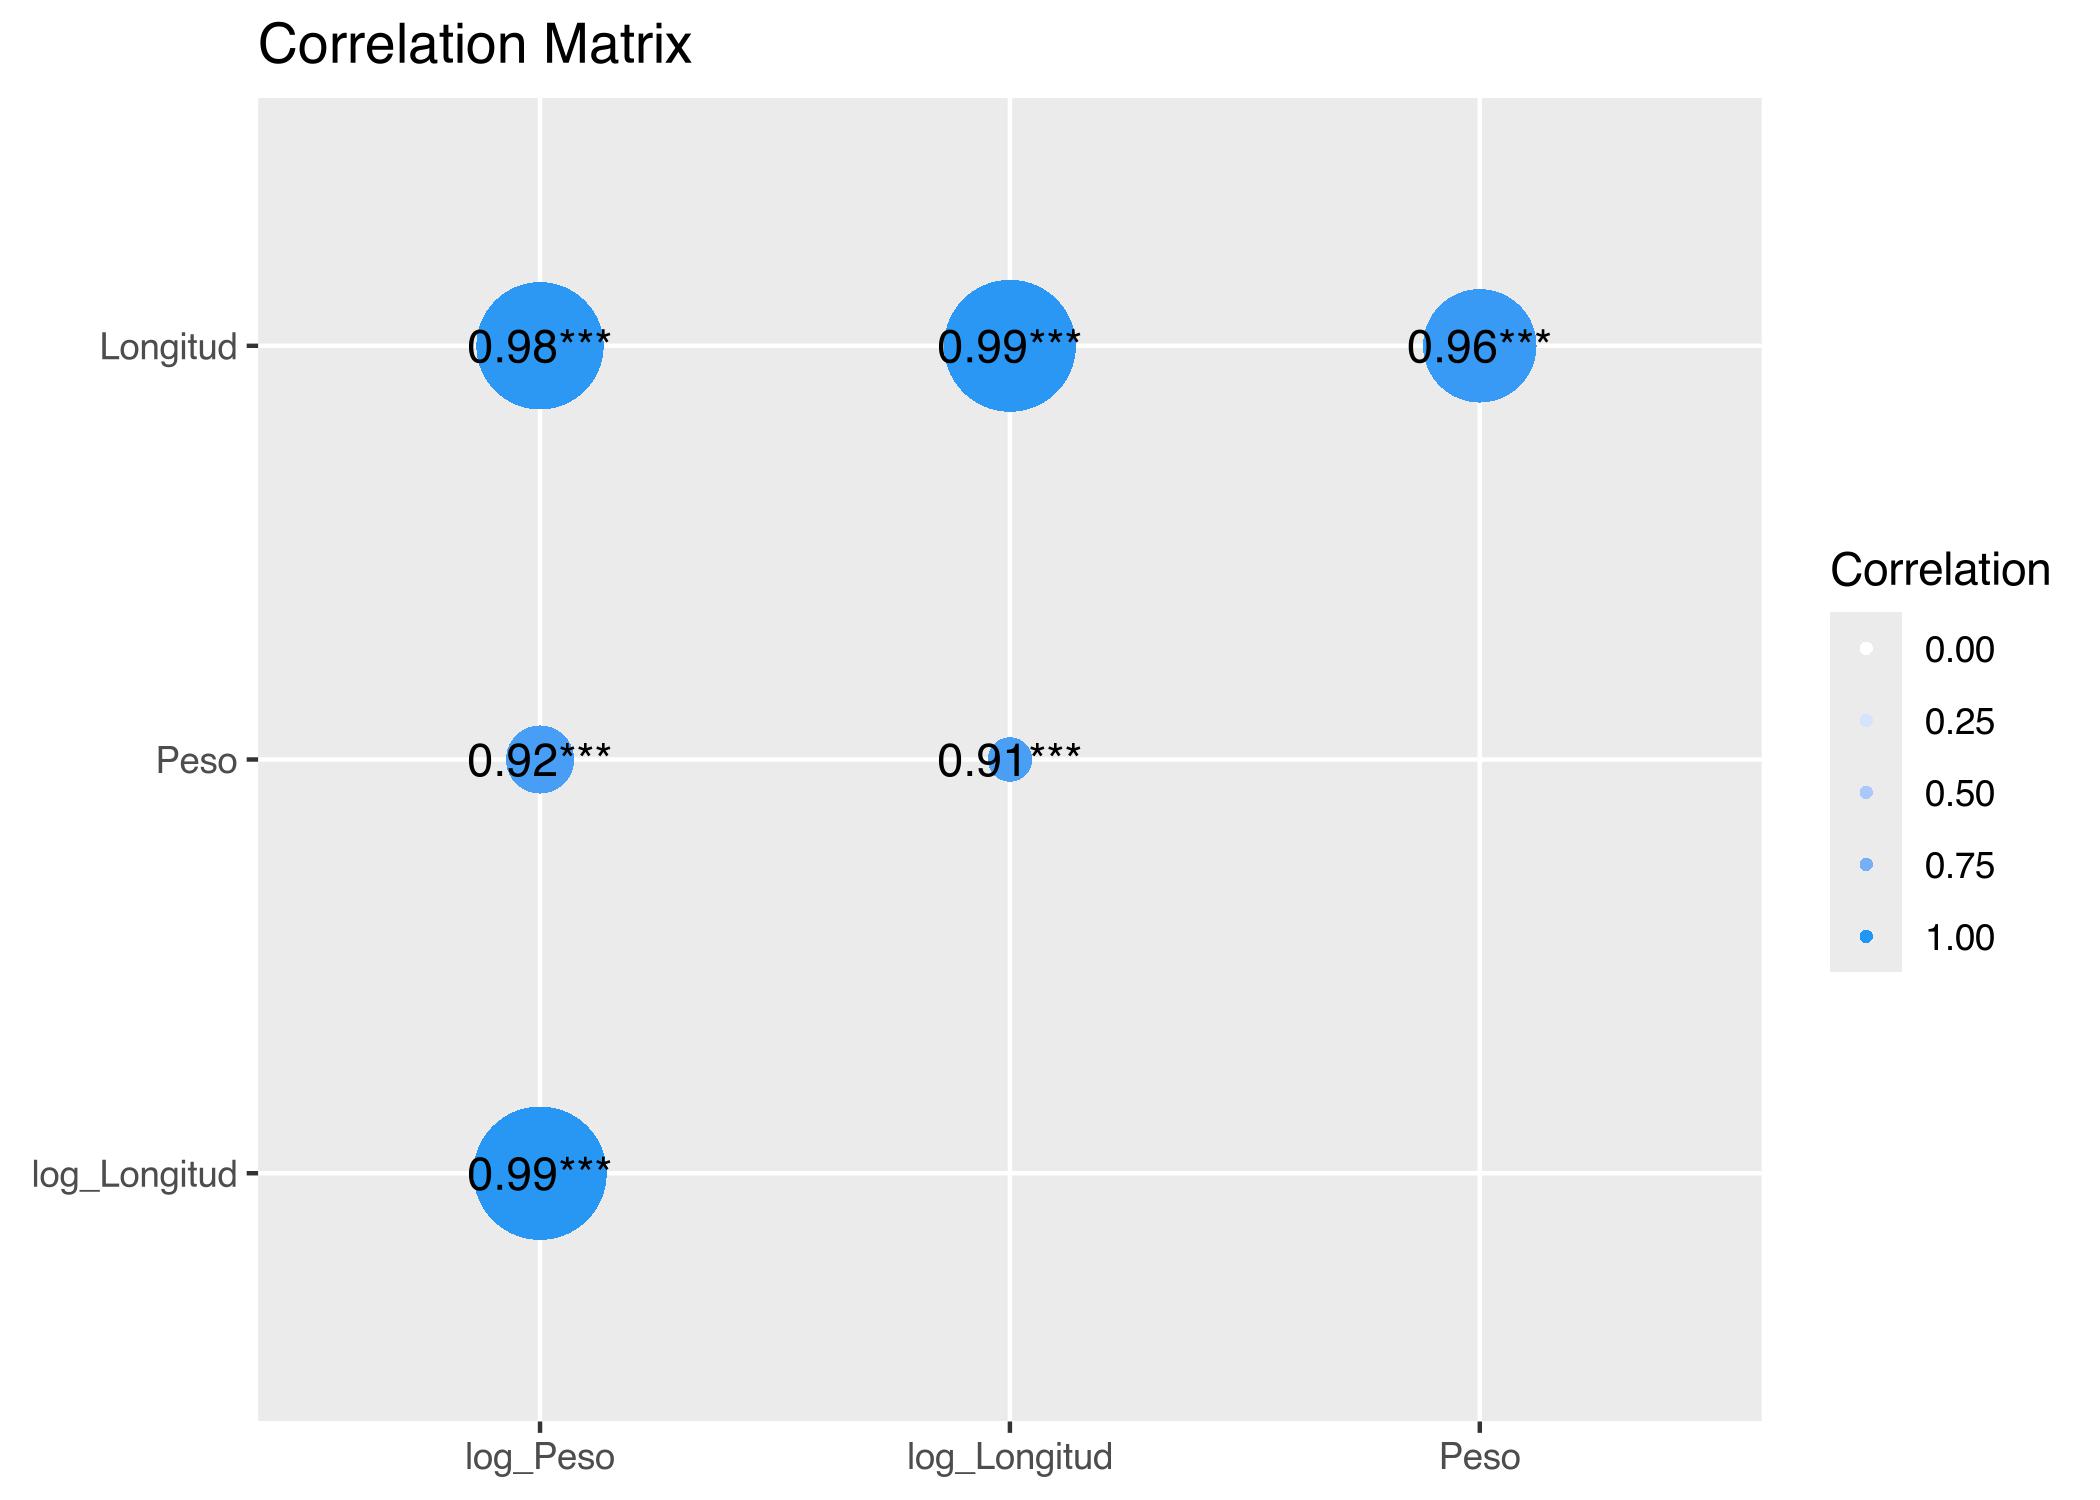 Correlation Matrix
Longitud
0.98***
0.99***
0.96***
Peso
0.92***
0.91***
log_Longitud
0.99***
log_Peso
log_Longitud
Peso
Correlation
0.00
0.25
0.50
0.75
1.00